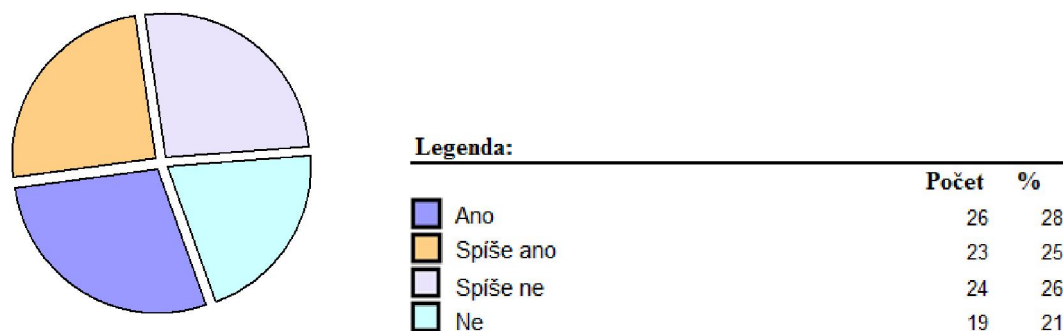 Legenda:
Počet %
Ano 26 28
Spíše ano 23 25
Spíše ne 24 26
Ne 19 21